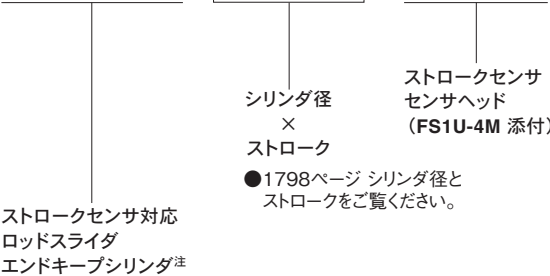 ストロークセンサ対応
ロッドスライダ
エンドキープシリンダ注
シリンダ径
×
ストローク
●1798ページ シリンダ径と
ストロークをご覧ください。
ストロークセンサ
センサヘッド
(FS1U-4M 添付)